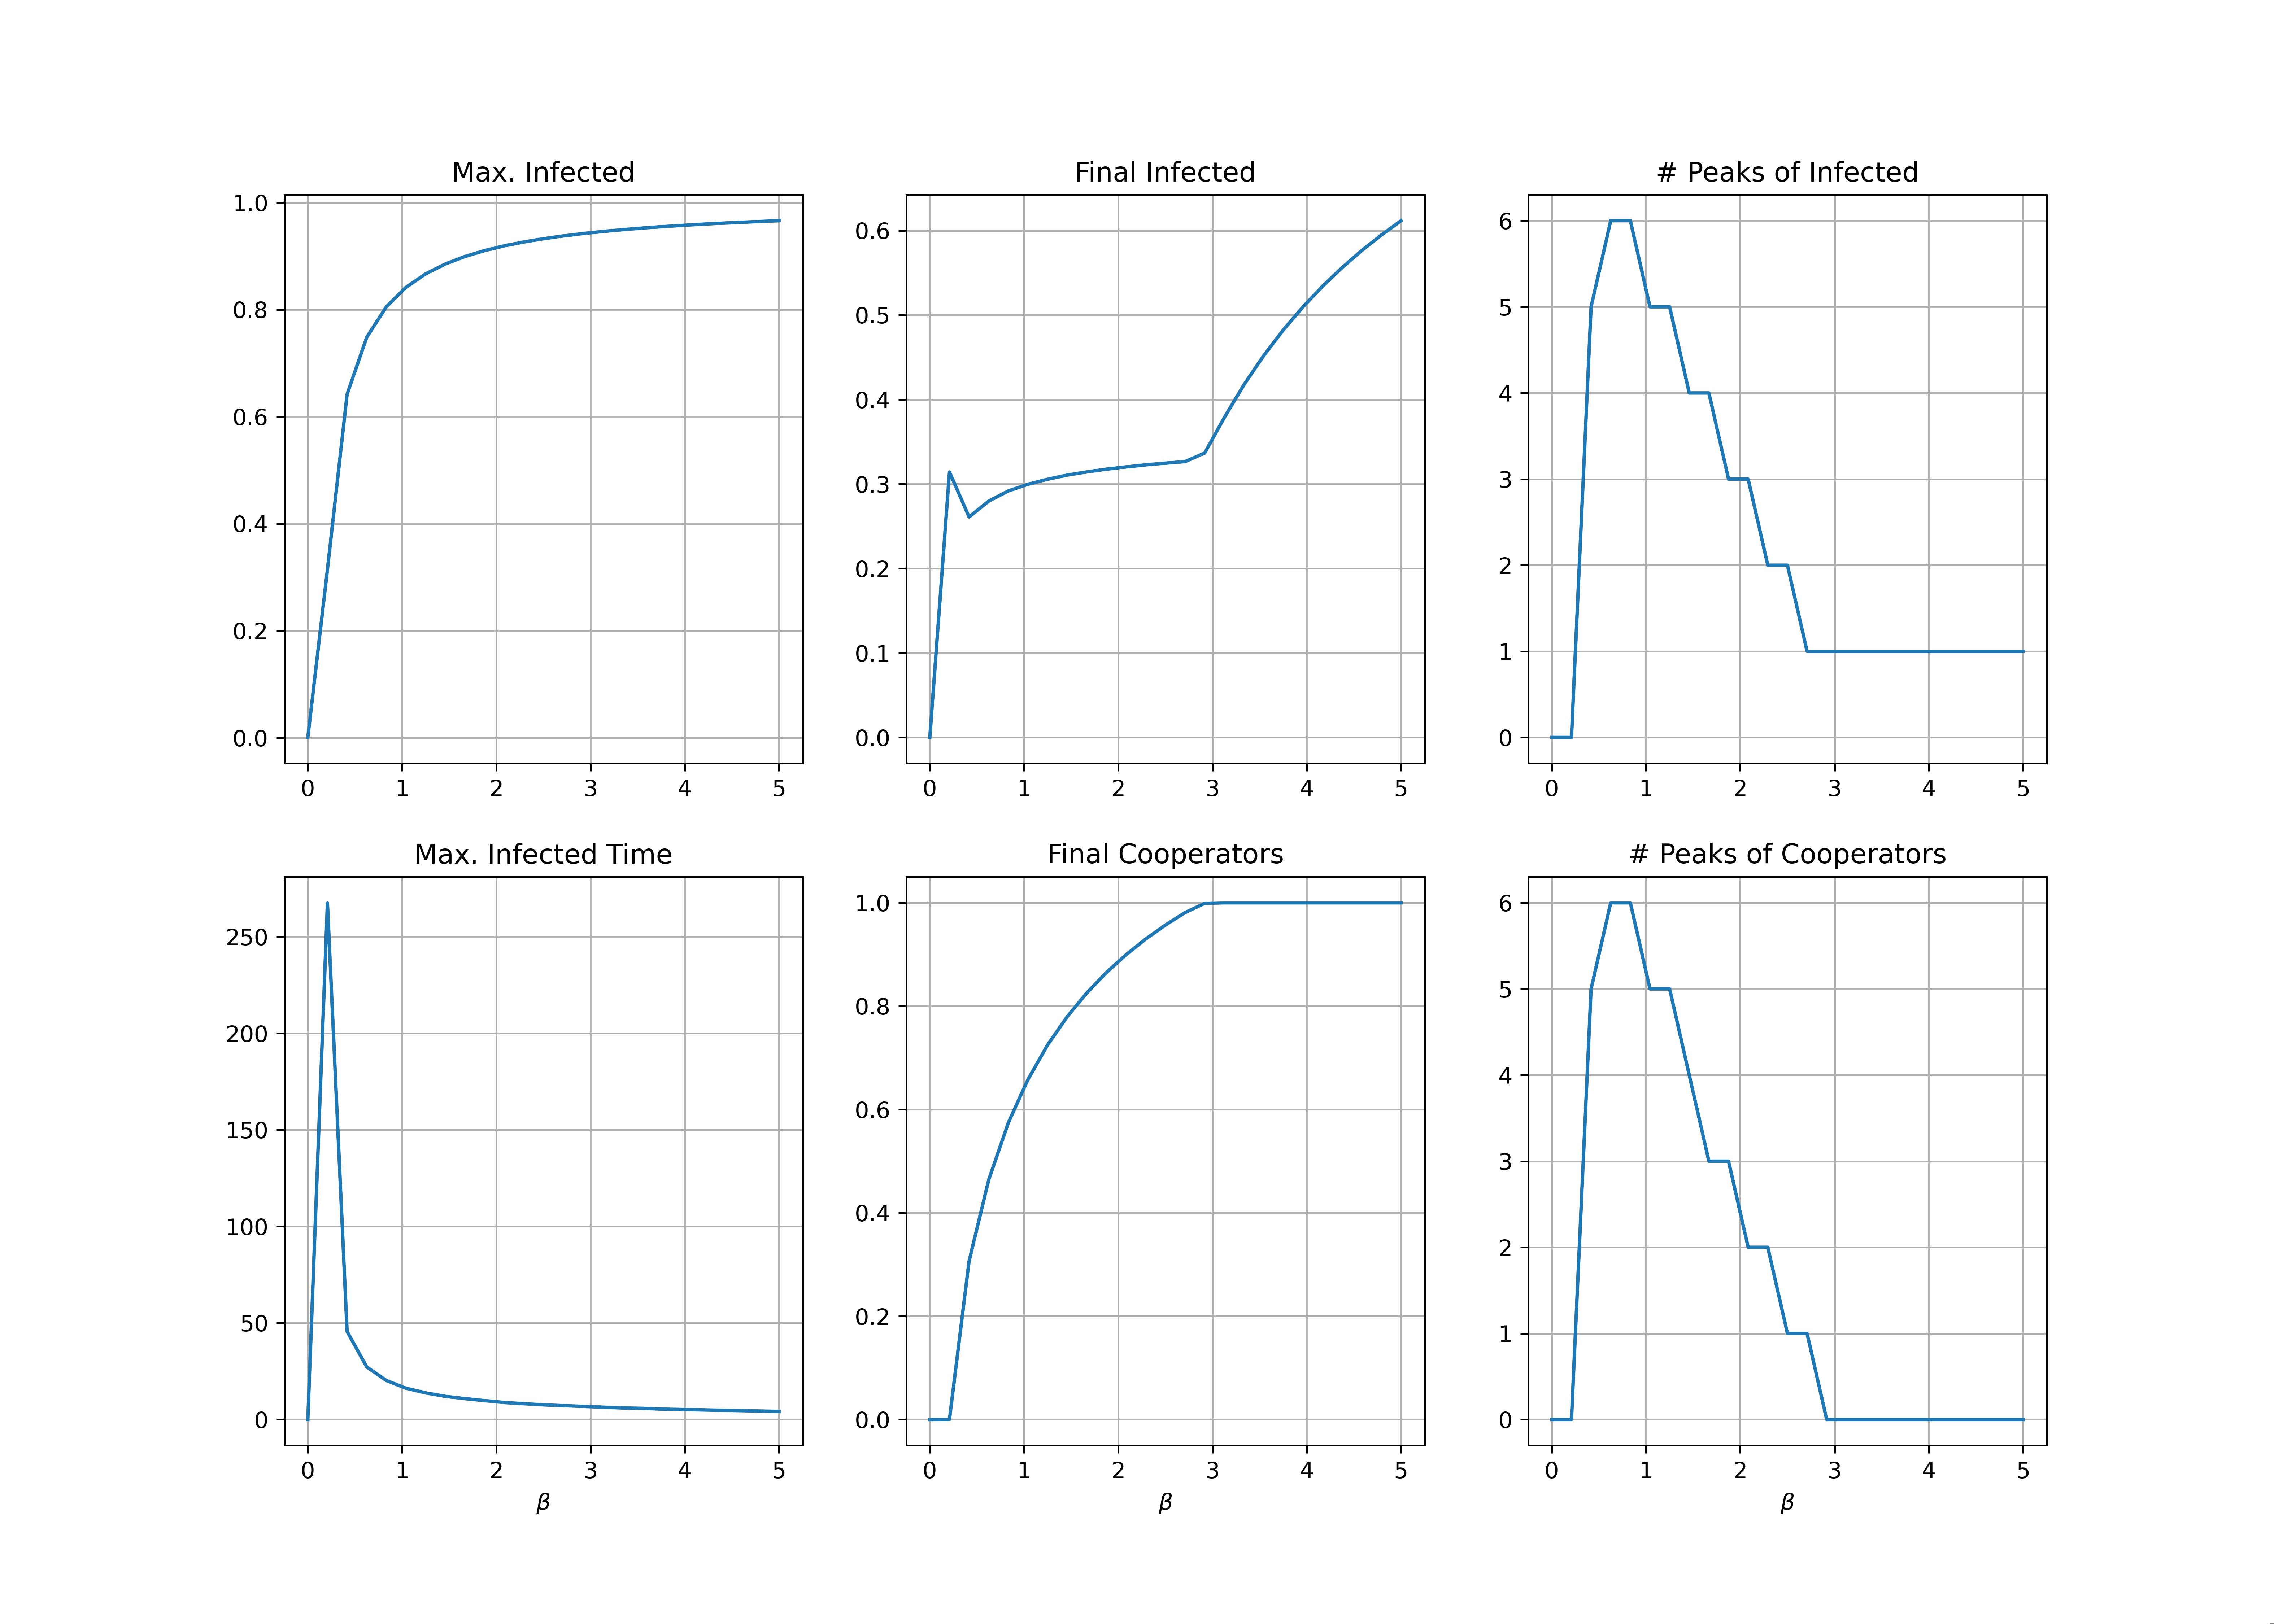 Max. Infected
1.0
0.8
0.6
0.4
0.2
0.0
0 1 2 3 4 5
Final Infected
0.6
0.5
0.4
0.3
0.2
0.1
0.0
0 1 2 3 4 5
# Peaks of Infected
6
5
4
3
2
1
0
0 1 2 3 4 5
Max. Infected Time
250
200
150
100
50
0
0 1 2 3 4 5
β
Final Cooperators
1.0
0.8
0.6
0.4
0.2
0.0
0 1 2 3 4 5
β
# Peaks of Cooperators
6
5
4
3
2
1
0
0 1 2 3 4 5
β